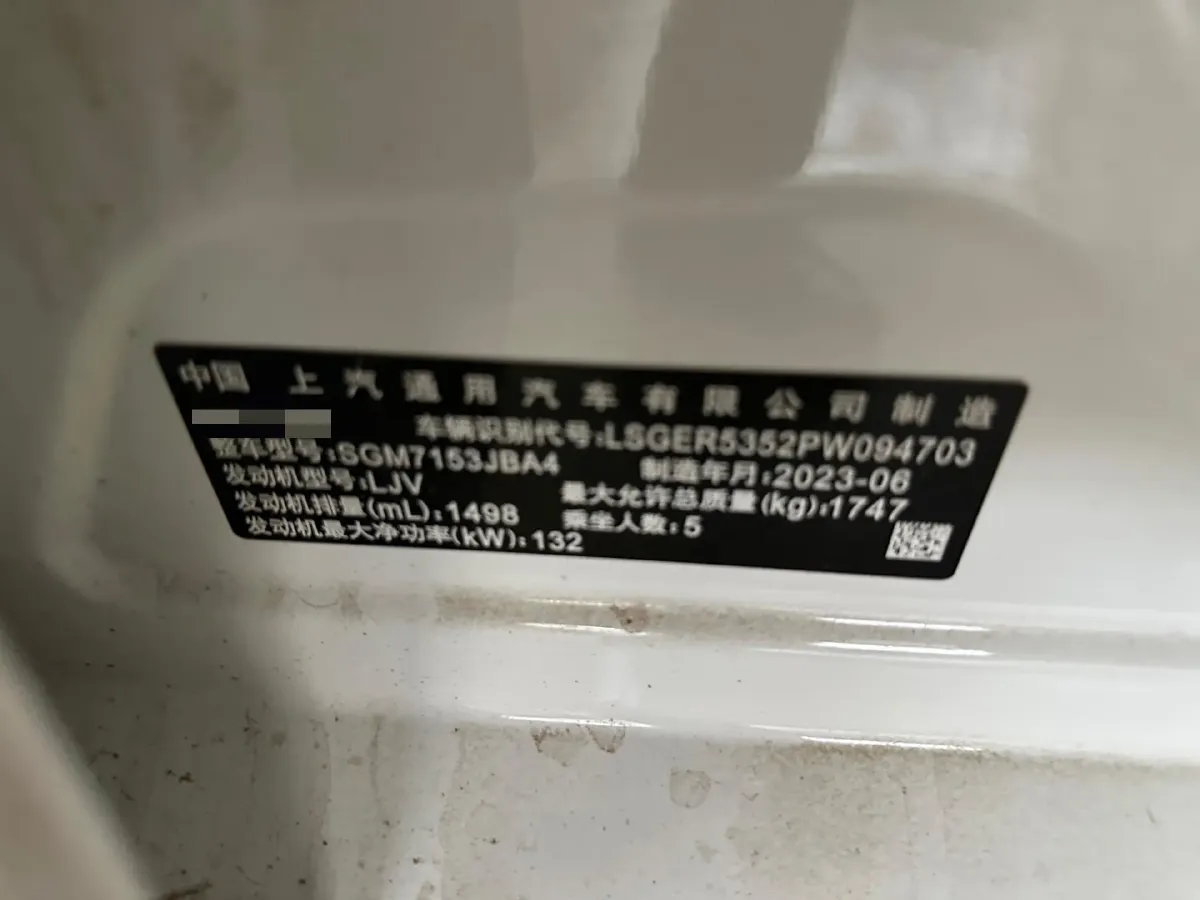 中国 上汽通用汽车有限公司制造
车辆识别代号:LSGER5352PW094703
整车型号:SGM7153JBA4 制造年月:2023-06
发动机型号:LJV 最大允许总质量(kg):1747
发动机排量(mL):1498 乘坐人数:5
发动机最大净功率(kW):132